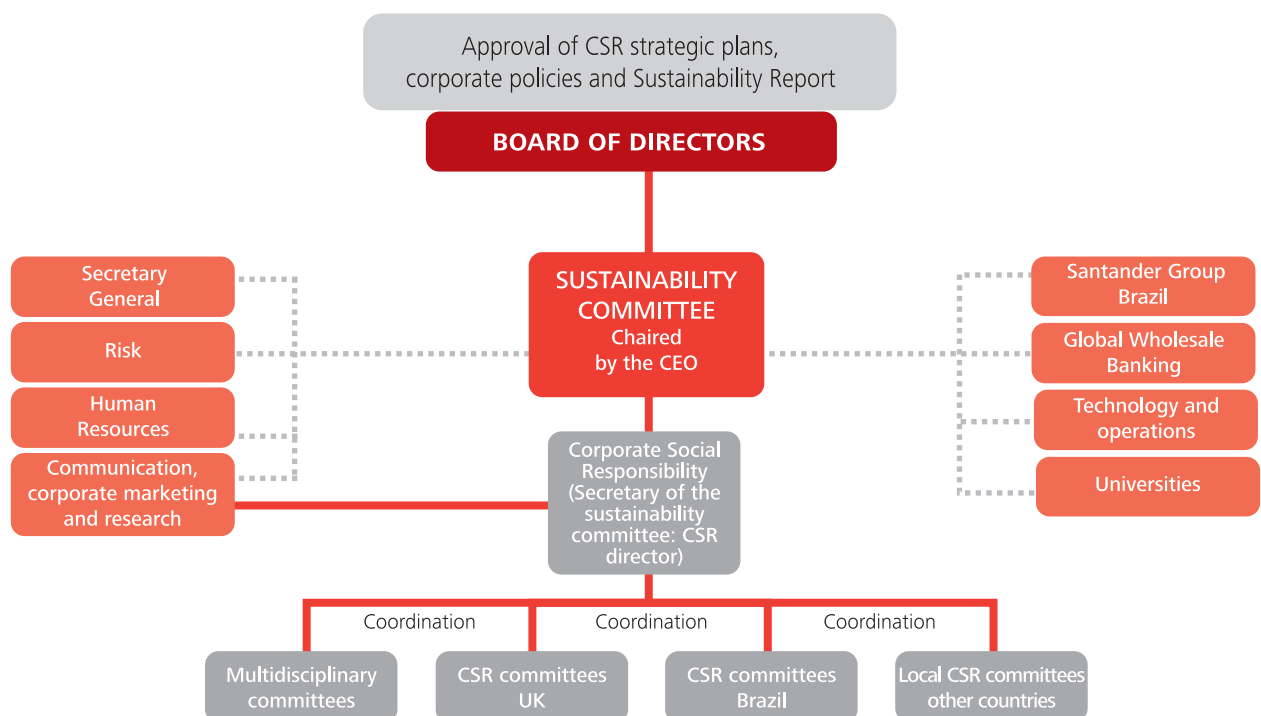 Approval of CSR strategic plans,
corporate policies and Sustainability Report
BOARD OF DIRECTORS
SUSTAINABILITY
COMMITTEE
Chaired
by the CEO
Secretary
General
Risk
Human
Resources
Communication,
corporate marketing
and research
Santander Group
Brazil
Global Wholesale
Banking
Technology and
operations
Universities
Corporate Social
Responsibility
(Secretary of the
sustainability
committee: CSR
director)
Coordination
Coordination
Coordination
Multidisciplinary
committees
CSR committees
UK
CSR committees
Brazil
Local CSR committees
other countries